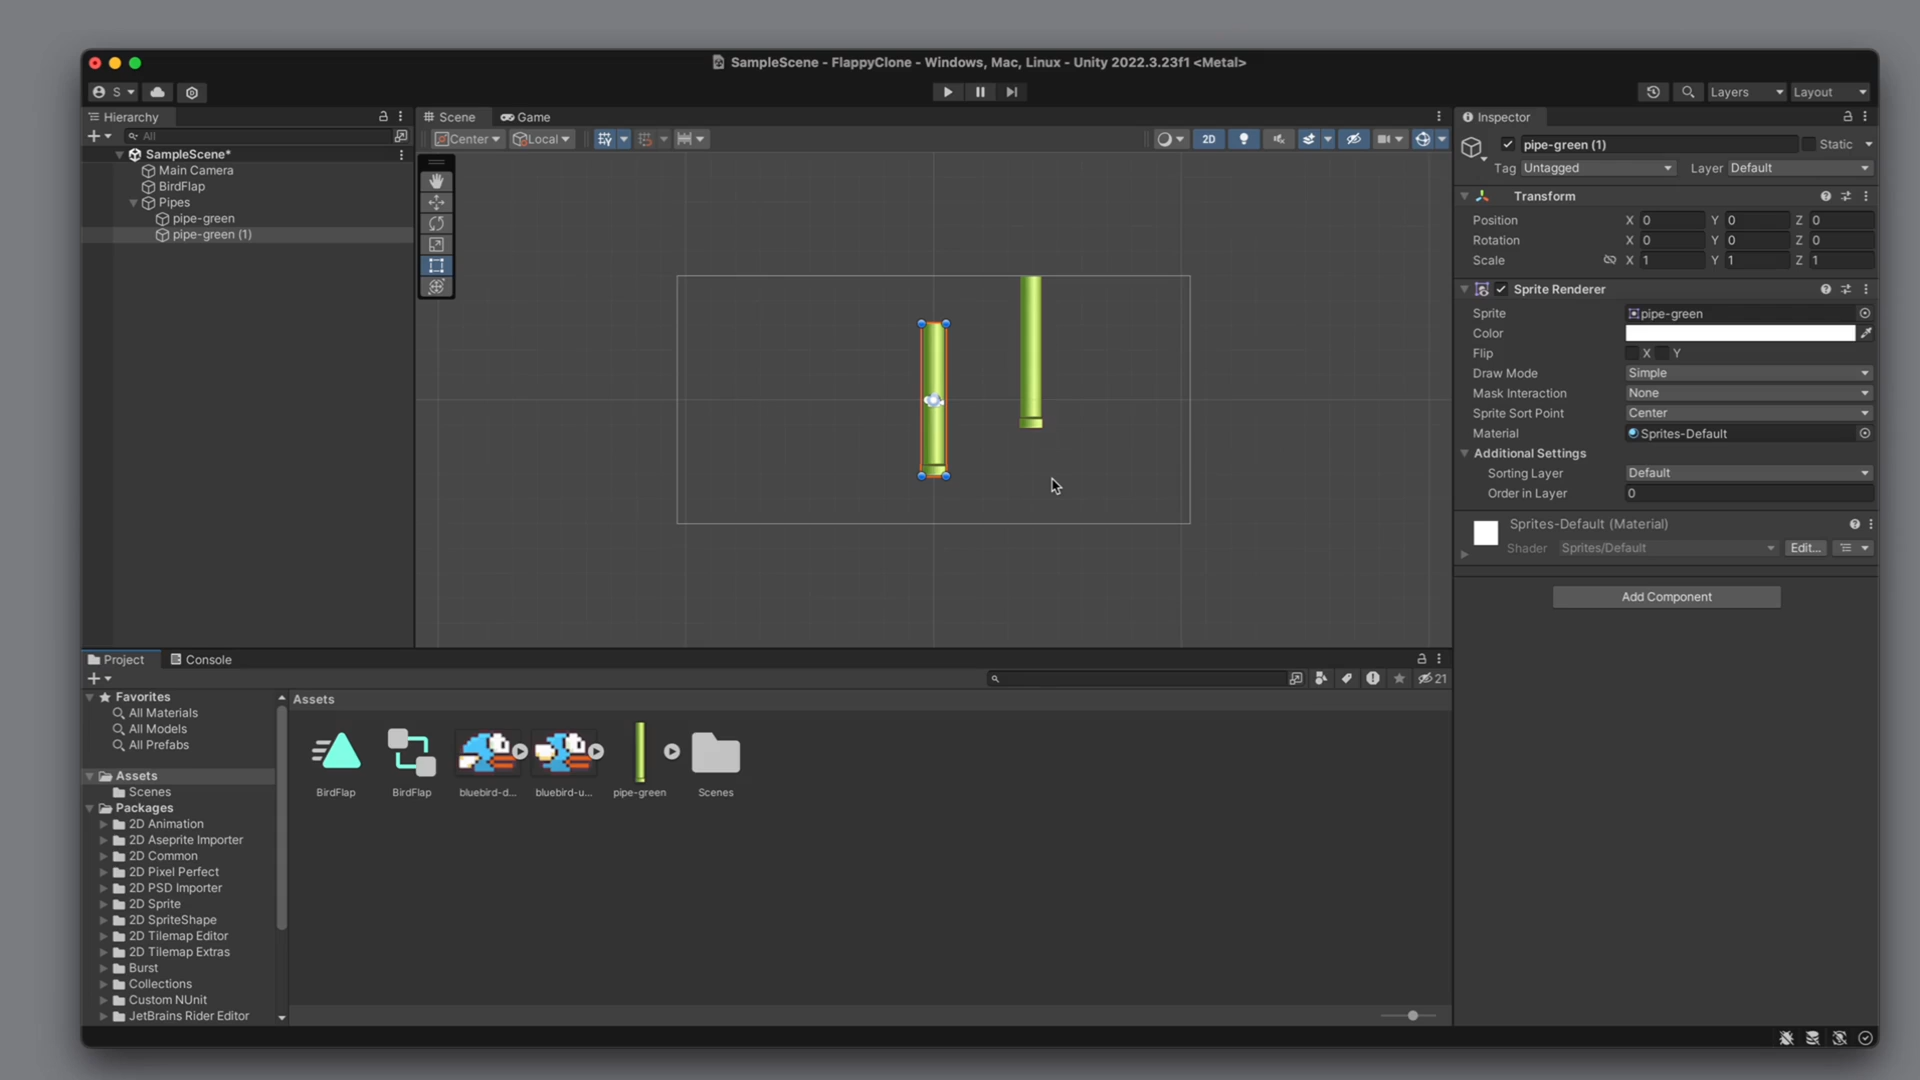 SampleScene - FlappyClone - Windows, Mac, Linux - Unity 2022.3.23f1 <Metal>
S
Layers
Layout
Hierarchy
All
SampleScene*
Main Camera
BirdFlap
Pipes
pipe-green
pipe-green (1)
Scene
Game
Center
Local
2D
Inspector
pipe-green (1)
Static
Tag
Untagged
Layer
Default
Transform
Position X 0 Y 0 Z 0
Rotation X 0 Y 0 Z 0
Scale X 1 Y 1 Z 1
Sprite Renderer
Sprite
pipe-green
Color
Flip X Y
Draw Mode
Simple
Mask Interaction
None
Sprite Sort Point
Center
Material
Sprites-Default
Additional Settings
Sorting Layer
Default
Order in Layer
0
Sprites-Default (Material)
Shader
Sprites/Default
Edit...
Add Component
Project
Console
21
Favorites
All Materials
All Models
All Prefabs
Assets
Scenes
Packages
2D Animation
2D Aseprite Importer
2D Common
2D Pixel Perfect
2D PSD Importer
2D Sprite
2D SpriteShape
2D Tilemap Editor
2D Tilemap Extras
Burst
Collections
Custom NUnit
JetBrains Rider Editor
Assets
BirdFlap
BirdFlap
bluebird-d...
bluebird-u...
pipe-green
Scenes